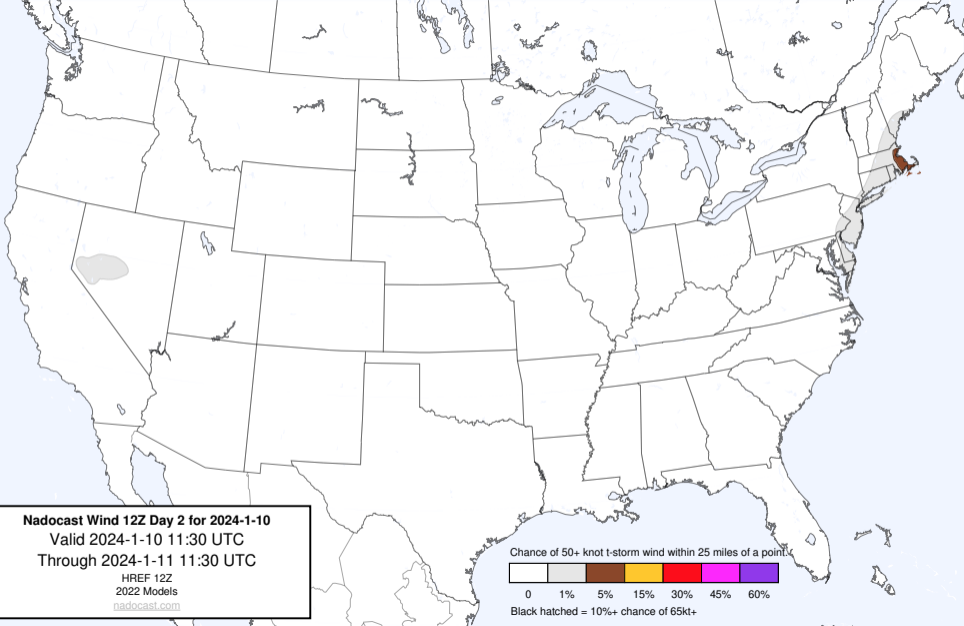 Nadocast Wind 12Z Day 2 for 2024-1-10
Valid 2024-1-10 11:30 UTC
Through 2024-1-11 11:30 UTC
HREF 12Z
2022 Models
nadocast.com
Chance of 50+ knot t-storm wind within 25 miles of a point.
0 1% 5% 15% 30% 45% 60%
Black hatched = 10%+ chance of 65kt+